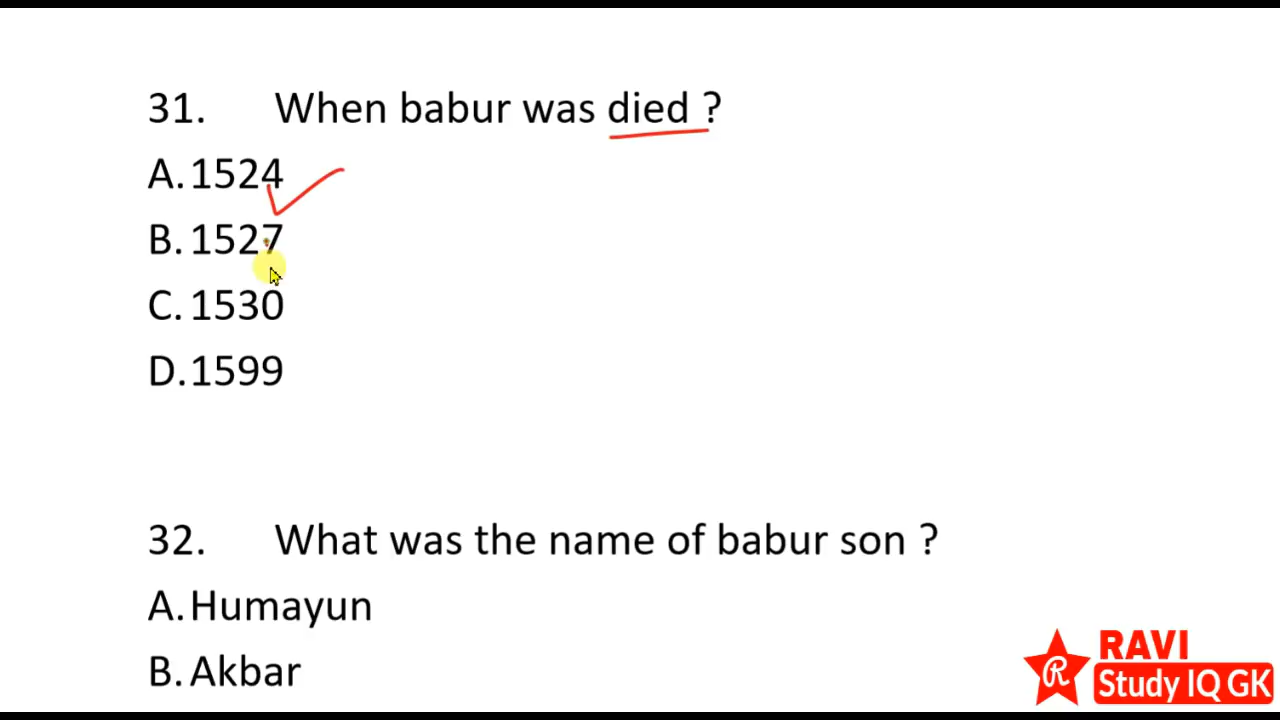 31. When babur was died ?
A. 1524
B. 1527
C. 1530
D. 1599
32. What was the name of babur son ?
A. Humayun
B. Akbar
R
RAVI
Study IQ GK